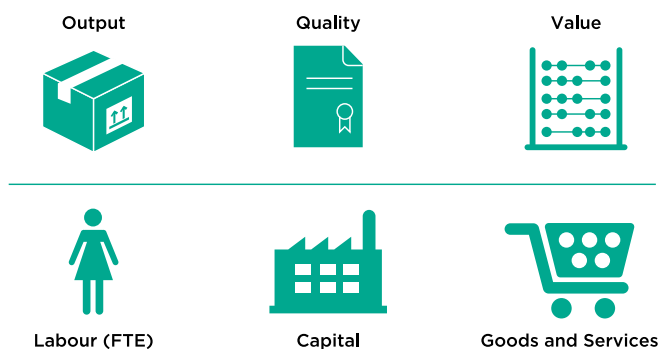 Output
Quality
Value
Labour (FTE)
Capital
Goods and Services